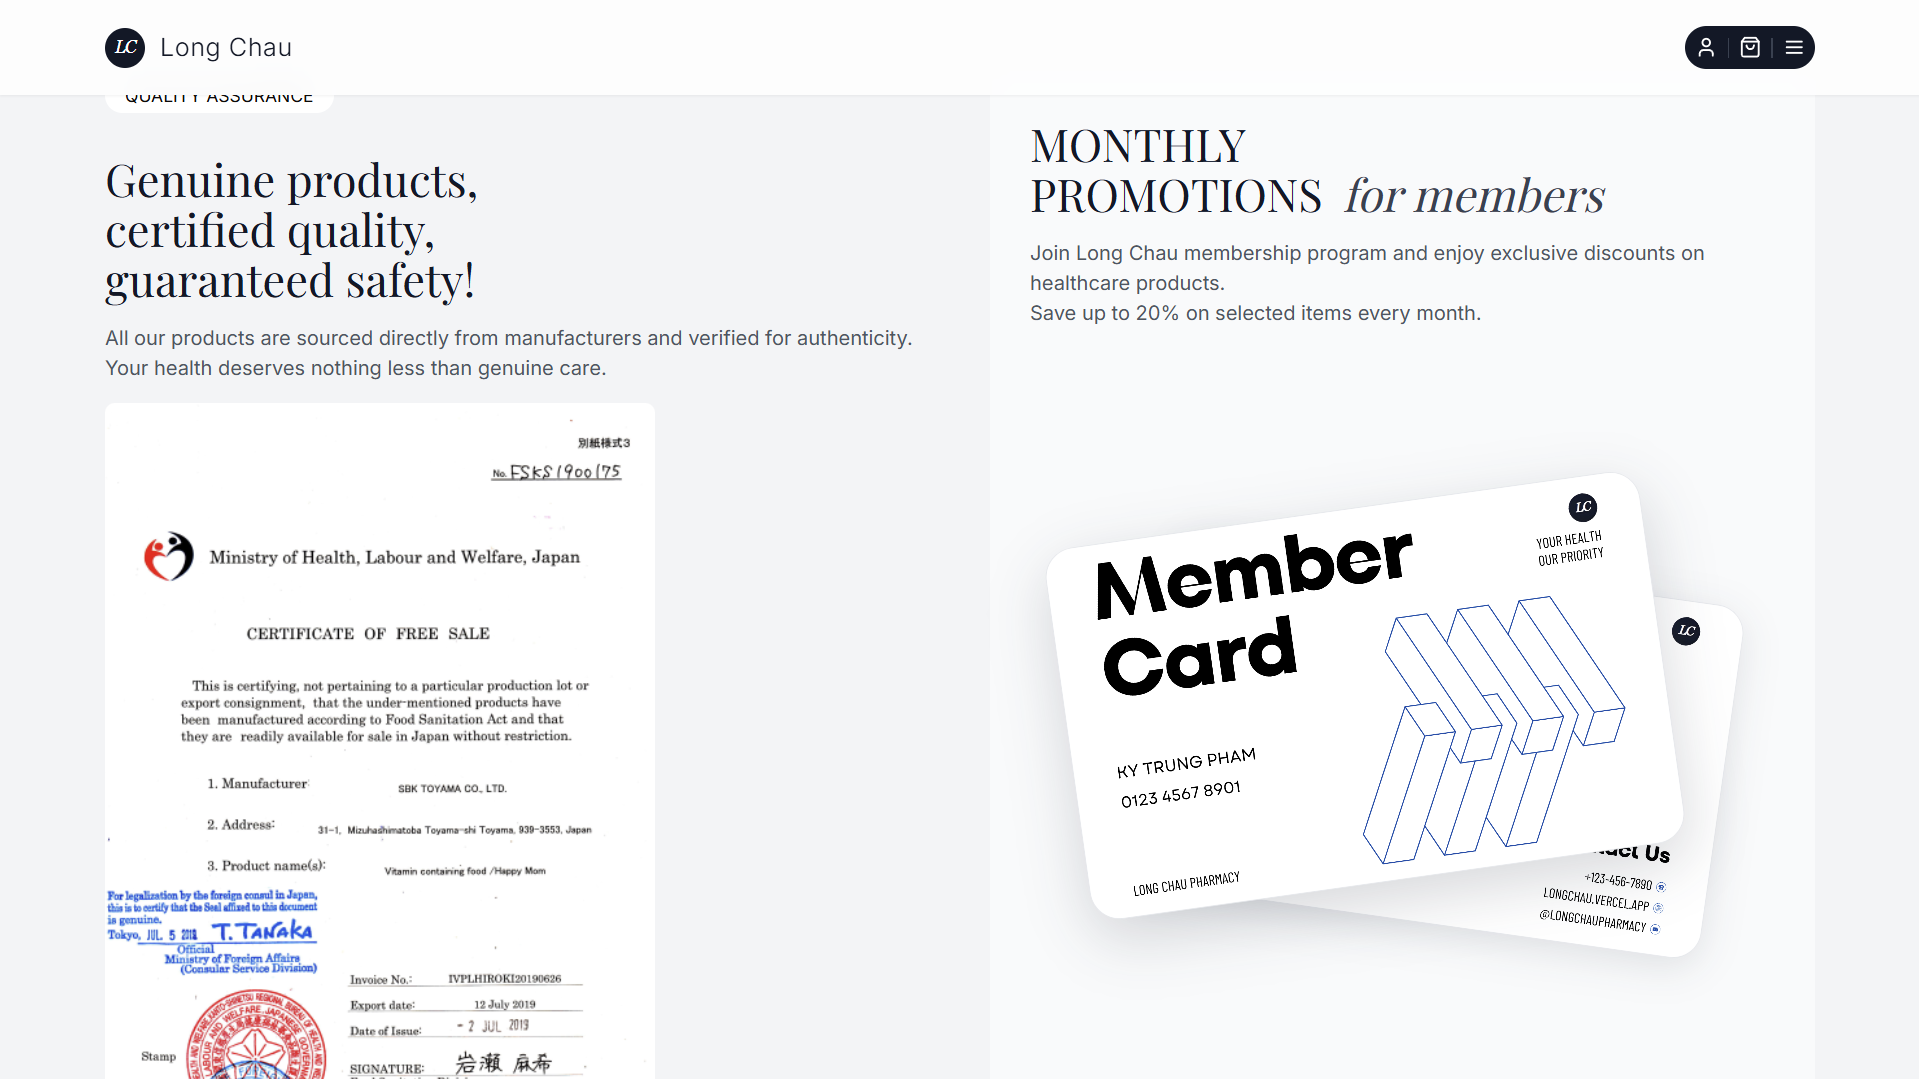 LC Long Chau
QUALITY ASSURANCE
Genuine products,
certified quality,
guaranteed safety!
All our products are sourced directly from manufacturers and verified for authenticity.
Your health deserves nothing less than genuine care.
別紙様式3
No. ESKS1900175
Ministry of Health, Labour and Welfare, Japan
CERTIFICATE OF FREE SALE
This is certifying, not pertaining to a particular production lot or
export consignment, that the under-mentioned products have
been manufactured according to Food Sanitation Act and that
they are readily available for sale in Japan without restriction.
1. Manufacturer:
SBK TOYAMA CO., LTD.
2. Address:
31-1, Mizuhashimatoba Toyama-shi Toyama, 939-3553, Japan
3. Product name(s):
Vitamin containing food /Happy Mom
For legalization by the foreign consul in Japan,
this is to certify that the Seal affixed to this document
is genuine.
Tokyo, JUL. 5 2019 T. TANAKA
Official
Ministry of Foreign Affairs
(Consular Service Division)
Invoice No.: IVPLHIROKI20190626
Export date: 12 July 2019
Date of Issue: - 2 JUL 2019
Stamp
SIGNATURE: 岩瀬 麻希
MONTHLY
PROMOTIONS for members
Join Long Chau membership program and enjoy exclusive discounts on
healthcare products.
Save up to 20% on selected items every month.
LC
YOUR HEALTH
OUR PRIORITY
Member
Card
KY TRUNG PHAM
0123 4567 8901
LONG CHAU PHARMACY
LC
Us
+123-456-7890
LONGCHAU.VERCEL.APP
@LONGCHAUPHARMACY